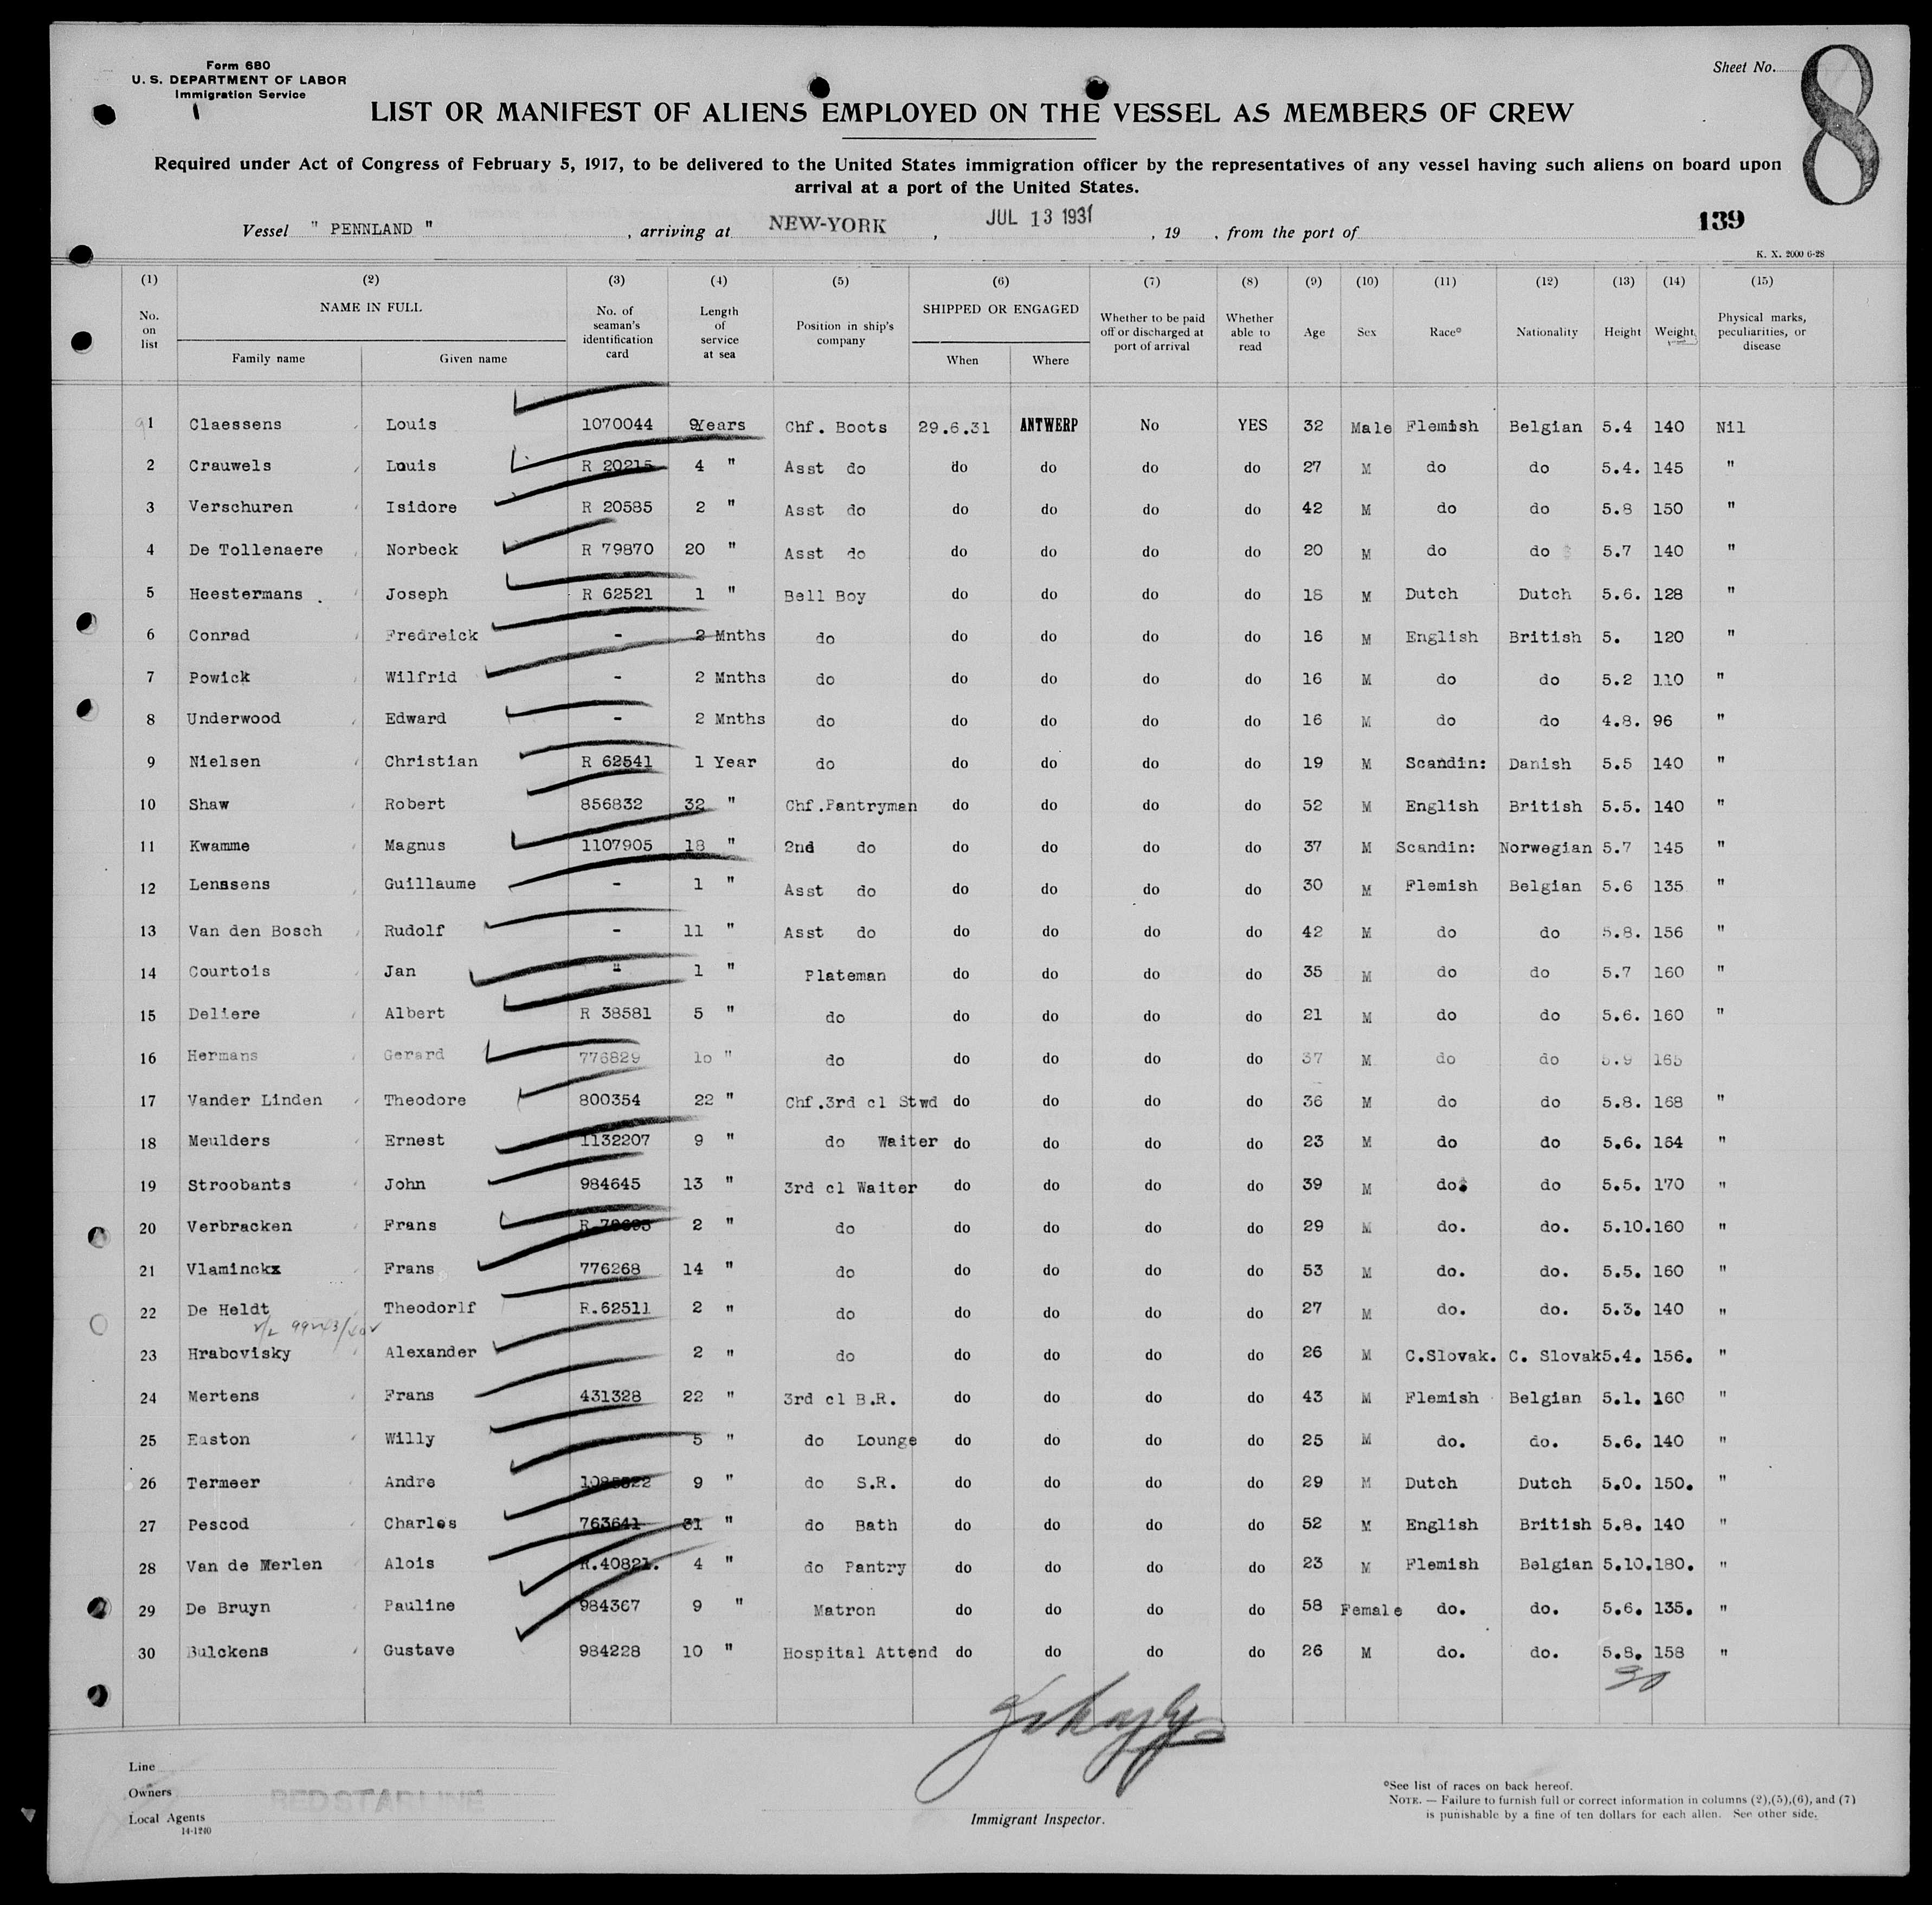 Form 680
U. S. DEPARTMENT OF LABOR
Immigration Service
Sheet No.
8
LIST OR MANIFEST OF ALIENS EMPLOYED ON THE VESSEL AS MEMBERS OF CREW
Required under Act of Congress of February 5, 1917, to be delivered to the United States immigration officer by the representatives of any vessel having such aliens on board upon
arrival at a port of the United States.
Vessel " PENNLAND " , arriving at NEW-YORK , JUL 13 1931 , 19 , from the port of 139
K. X. 2000 6-28
(1) (2) (3) (4) (5) (6) (7) (8) (9) (10) (11) (12) (13) (14) (15)
No. on list NAME IN FULL No. of seaman's identification card Length of service at sea Position in ship's company SHIPPED OR ENGAGED Whether to be paid off or discharged at port of arrival Whether able to read Age Sex Race* Nationality Height Weight Physical marks, peculiarities, or disease
Family name Given name When Where
1 Claessens Louis 1070044 9Years Chf. Boots 29.6.31 ANTWERP No YES 32 Male Flemish Belgian 5.4 140 Nil
2 Crauwels Louis R 20215 4 " Asst do do do do do 27 M do do 5.4. 145 "
3 Verschuren Isidore R 20585 2 " Asst do do do do do 42 M do do 5.8 150 "
4 De Tollenaere Norbeck R 79870 20 " Asst do do do do do 20 M do do 5.7 140 "
5 Heestermans . Joseph R 62521 1 " Bell Boy do do do do 18 M Dutch Dutch 5.6. 128 "
6 Conrad Fredreick - 2 Mnths do do do do do 16 M English British 5. 120 "
7 Powick Wilfrid - 2 Mnths do do do do do 16 M do do 5.2 110 "
8 Underwood Edward - 2 Mnths do do do do do 16 M do do 4.8. 96 "
9 Nielsen Christian R 62541 1 Year do do do do do 19 M Scandin: Danish 5.5 140 "
10 Shaw Robert 856832 32 " Chf.Pantryman do do do do 52 M English British 5.5. 140 "
11 Kwamme Magnus 1107905 18 " 2nd do do do do do 37 M Scandin: Norwegian 5.7 145 "
12 Lenssens Guillaume - 1 " Asst do do do do do 30 M Flemish Belgian 5.6 135 "
13 Van den Bosch Rudolf - 11 " Asst do do do do do 42 M do do 5.8. 156 "
14 Courtois Jan " 1 " Plateman do do do do 35 M do do 5.7 160 "
15 Deliere Albert R 38581 5 " do do do do do 21 M do do 5.6. 160 "
16 Hermans Gerard 776829 10 " do do do do do 37 M do do 5.9 165
17 Vander Linden Theodore 800354 22 " Chf.3rd cl Stwd do do do do 36 M do do 5.8. 168 "
18 Meulders Ernest 1132207 9 " do Waiter do do do do 23 M do do 5.6. 164 "
19 Stroobants John 984645 13 " 3rd cl Waiter do do do do 39 M do. do 5.5. 170 "
20 Verbracken Frans 2 " do do do do do 29 M do. do. 5.10. 160 "
21 Vlaminckx Frans 776268 14 " do do do do do 53 M do. do. 5.5. 160 "
22 De Heldt Theodorlf R.62511 2 " do do do do do 27 M do. do. 5.3. 140 "
23 Hrabovisky Alexander 2 " do do do do do 26 M C.Slovak. C. Slovak 5.4. 156. "
24 Mertens Frans 431328 22 " 3rd cl B.R. do do do do 43 M Flemish Belgian 5.1. 160 "
25 Easton Willy 5 " do Lounge do do do do 25 M do. do. 5.6. 140 "
26 Termeer Andre 9 " do S.R. do do do do 29 M Dutch Dutch 5.0. 150. "
27 Pescod Charles 763641 31 " do Bath do do do do 52 M English British 5.8. 140 "
28 Van de Merlen Alois R.40821. 4 " do Pantry do do do do 23 M Flemish Belgian 5.10. 180. "
29 De Bruyn Pauline 984367 9 " Matron do do do do 58 Female do. do. 5.6. 135. "
30 Bulckens Gustave 984228 10 " Hospital Attend do do do do 26 M do. do. 5.8. 158 "
30
Line
Owners RED STAR LINE
Local Agents
14-1240
Immigrant Inspector.
*See list of races on back hereof.
NOTE. — Failure to furnish full or correct information in columns (2),(5),(6), and (7)
is punishable by a fine of ten dollars for each alien. See other side.